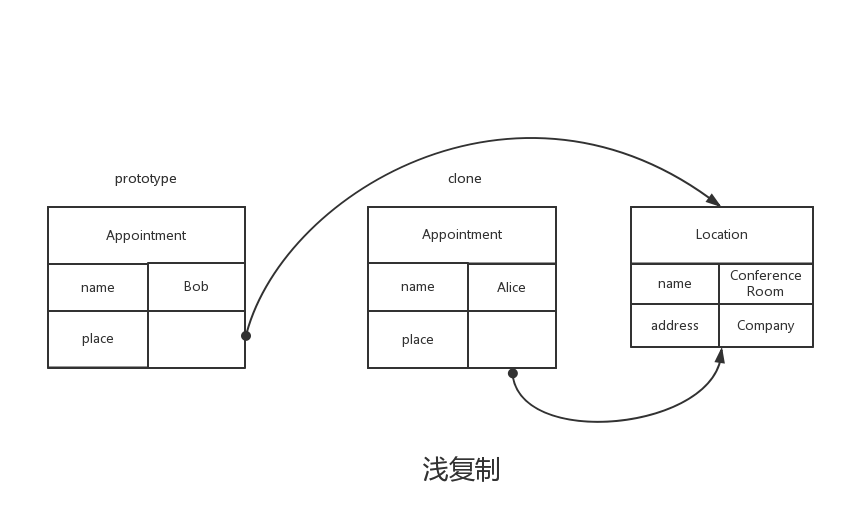 prototype
clone
Appointment
Appointment
Location
name
Bob
name
Alice
name
Conference
Room
place
place
address
Company
浅复制